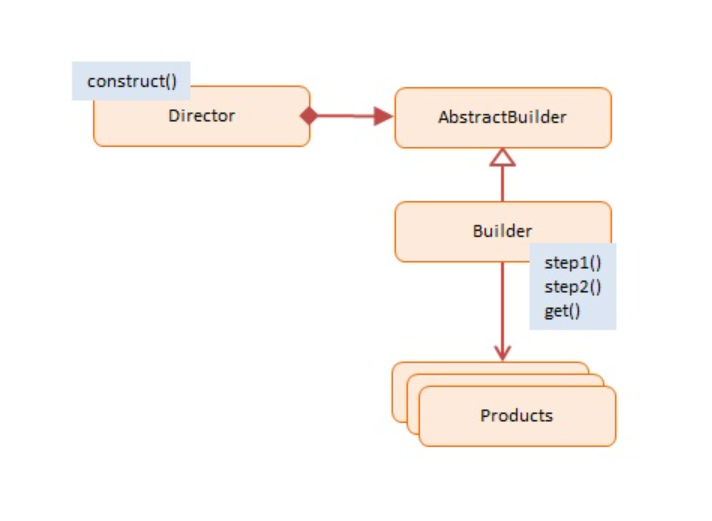 construct()
Director
AbstractBuilder
Builder
step1()
step2()
get()
Products